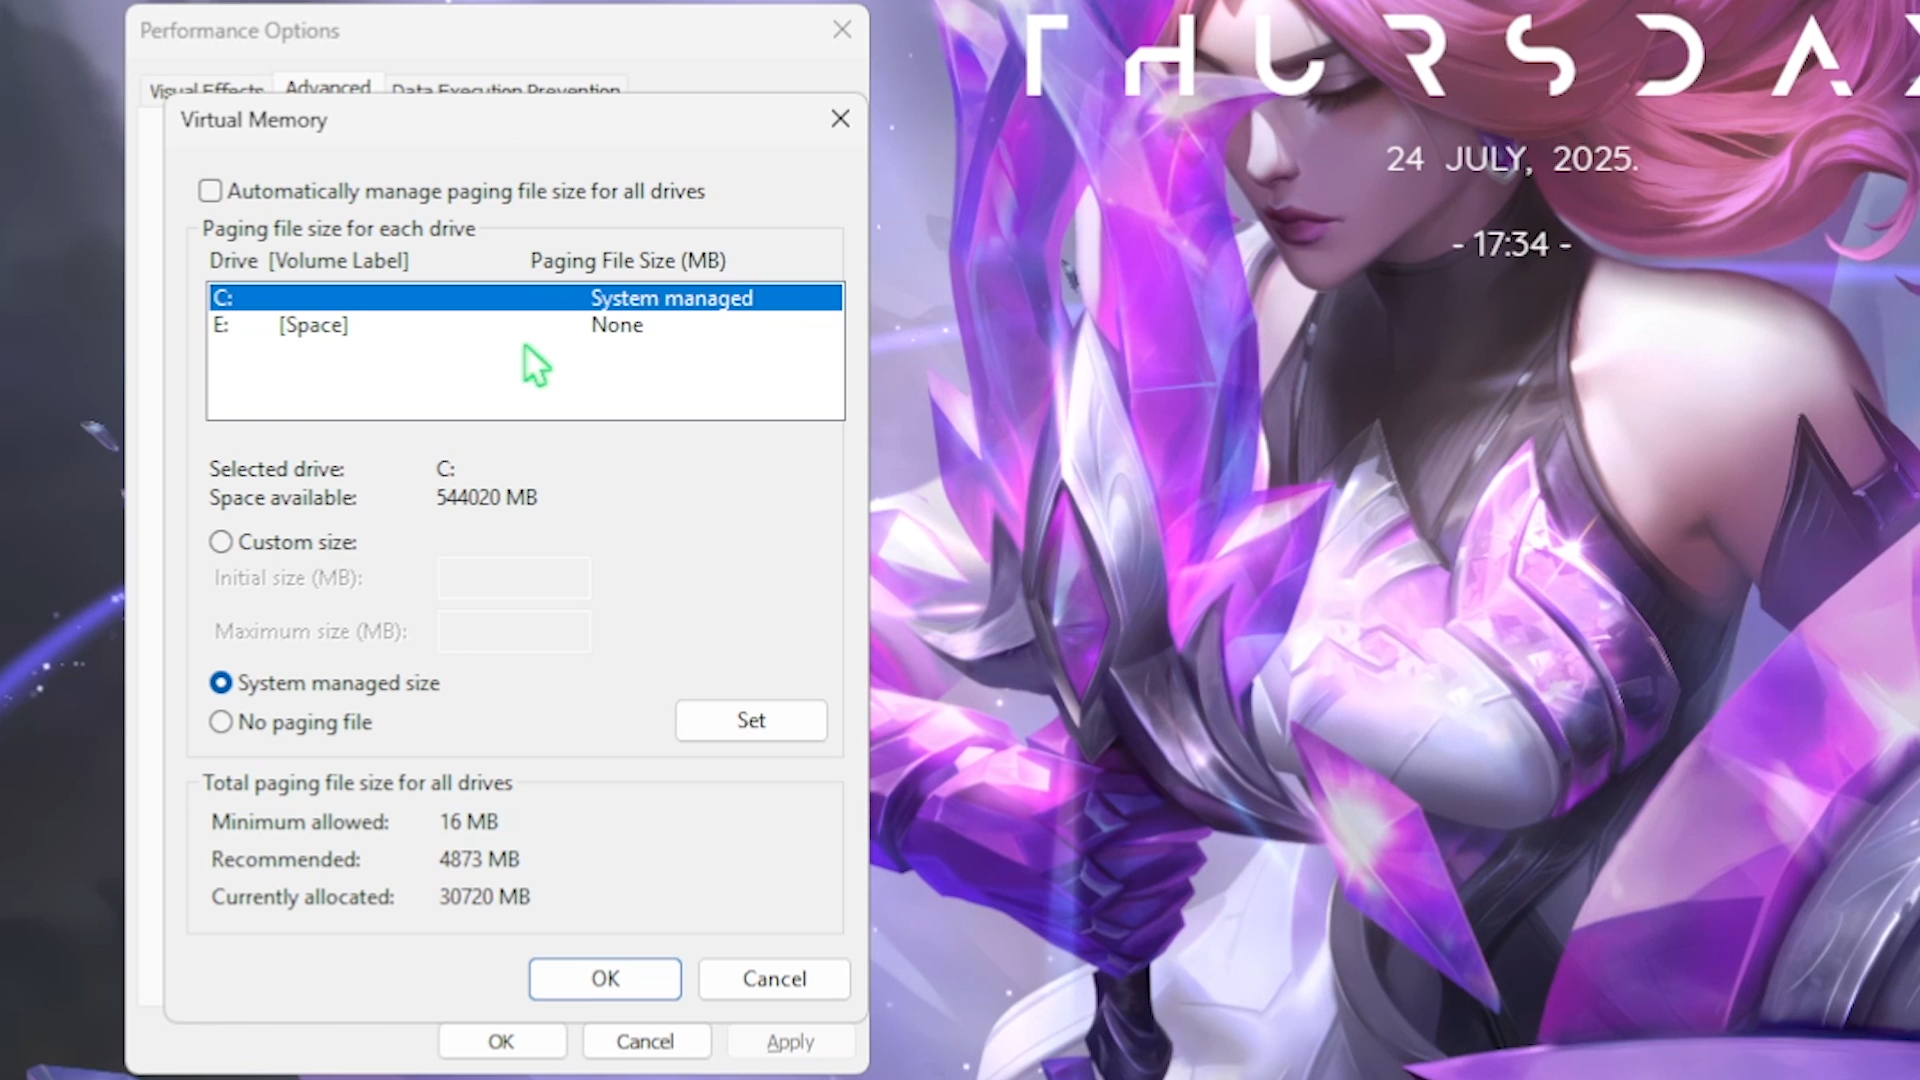 Performance Options
Visual Effects Advanced Data Execution Prevention
Virtual Memory
Automatically manage paging file size for all drives
Paging file size for each drive
Drive [Volume Label] Paging File Size (MB)
C: System managed
E: [Space] None
Selected drive: C:
Space available: 544020 MB
Custom size:
Initial size (MB):
Maximum size (MB):
System managed size
No paging file
Set
Total paging file size for all drives
Minimum allowed: 16 MB
Recommended: 4873 MB
Currently allocated: 30720 MB
OK Cancel
OK Cancel Apply
THURSDAY
24 JULY, 2025.
- 17:34 -